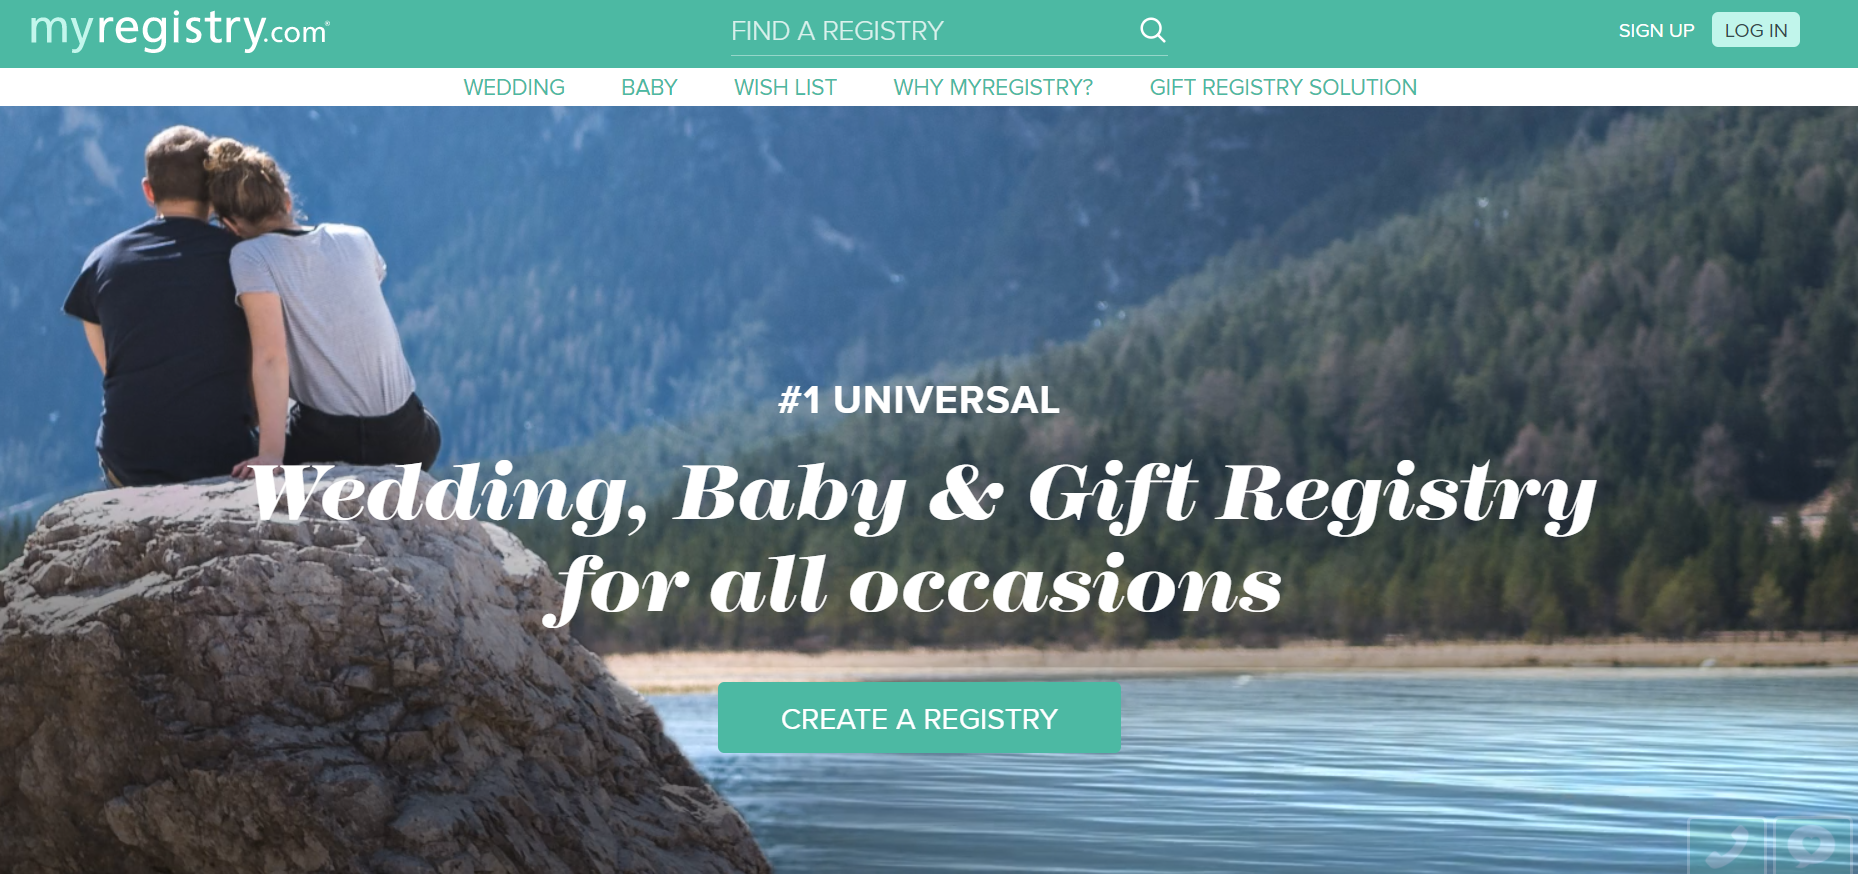 myregistry.com®
FIND A REGISTRY
SIGN UP
LOG IN
WEDDING
BABY
WISH LIST
WHY MYREGISTRY?
GIFT REGISTRY SOLUTION
#1 UNIVERSAL
Wedding, Baby & Gift Registry
for all occasions
CREATE A REGISTRY